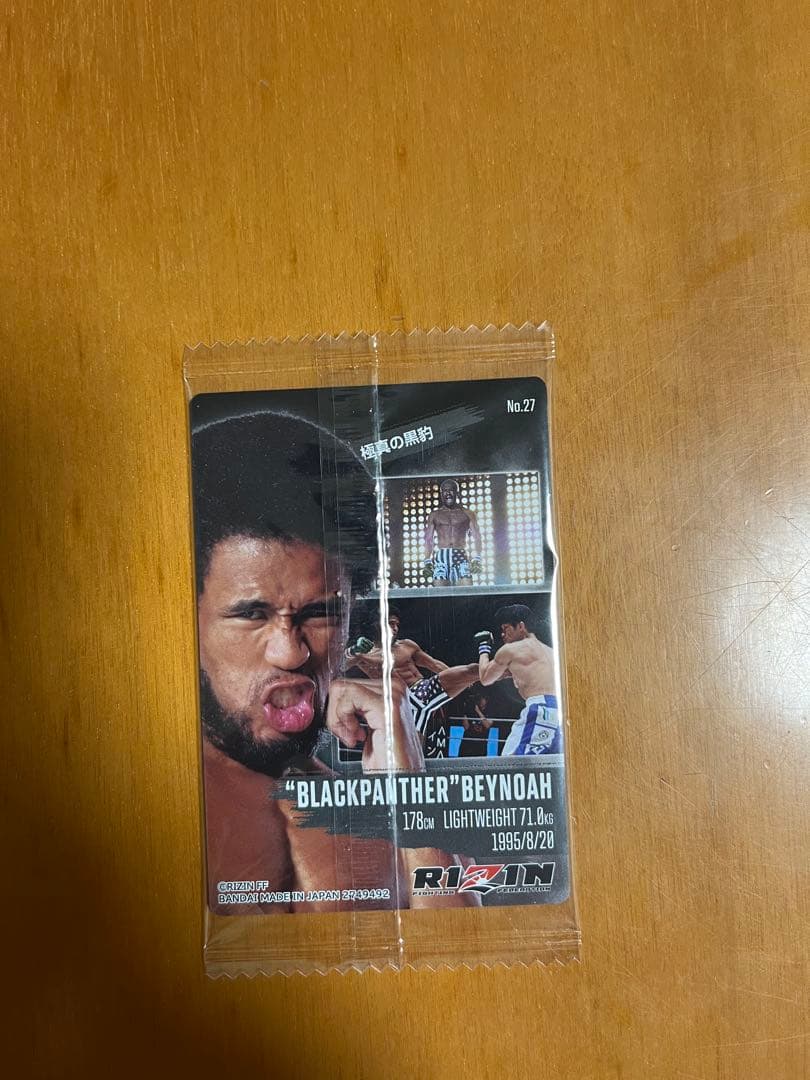 No.27
極真の黒豹
"BLACKPANTHER"BEYNOAH
178CM LIGHTWEIGHT 71.0KG
1995/8/20
RIZIN
FIGHTING FEDERATION
©RIZIN FF
BANDAI MADE IN JAPAN 2749492